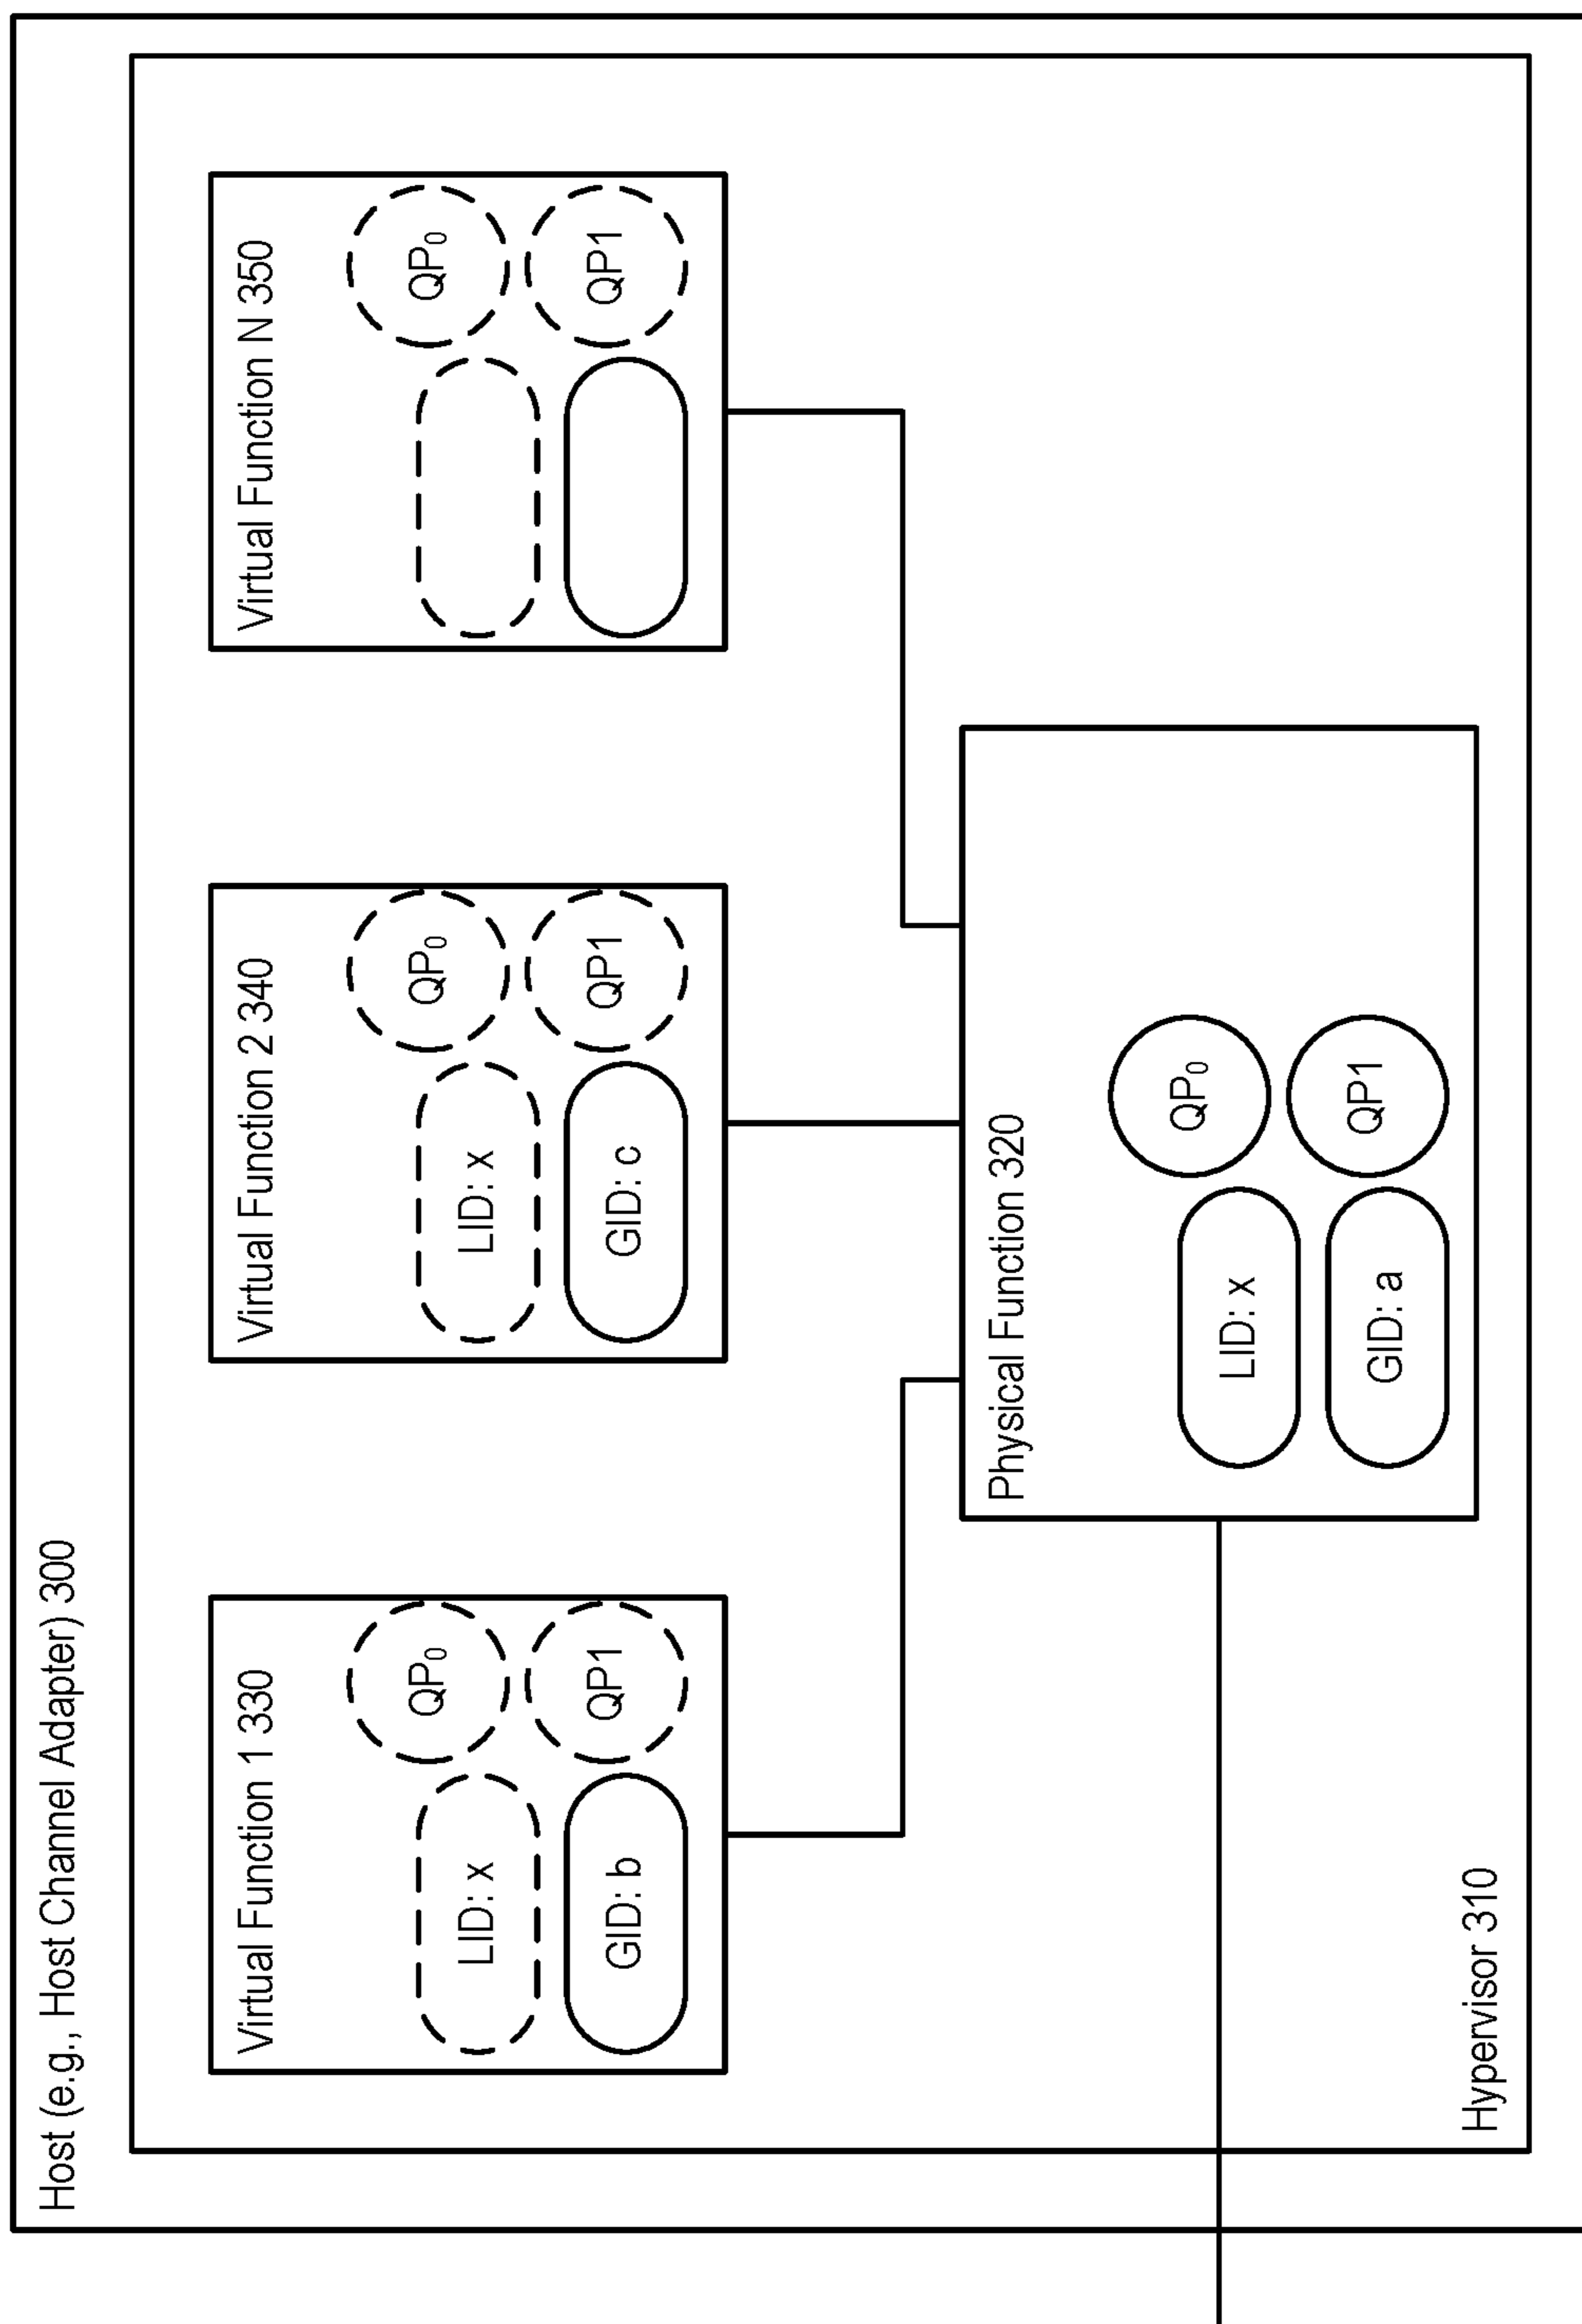 Host (e.g., Host Channel Adapter) 300
Virtual Function 1 330
QP0
LID: x
QP1
GID: b
Virtual Function 2 340
QP0
LID: x
QP1
GID: c
Virtual Function N 350
QP0
QP1
Physical Function 320
QP0
LID: x
QP1
GID: a
Hypervisor 310